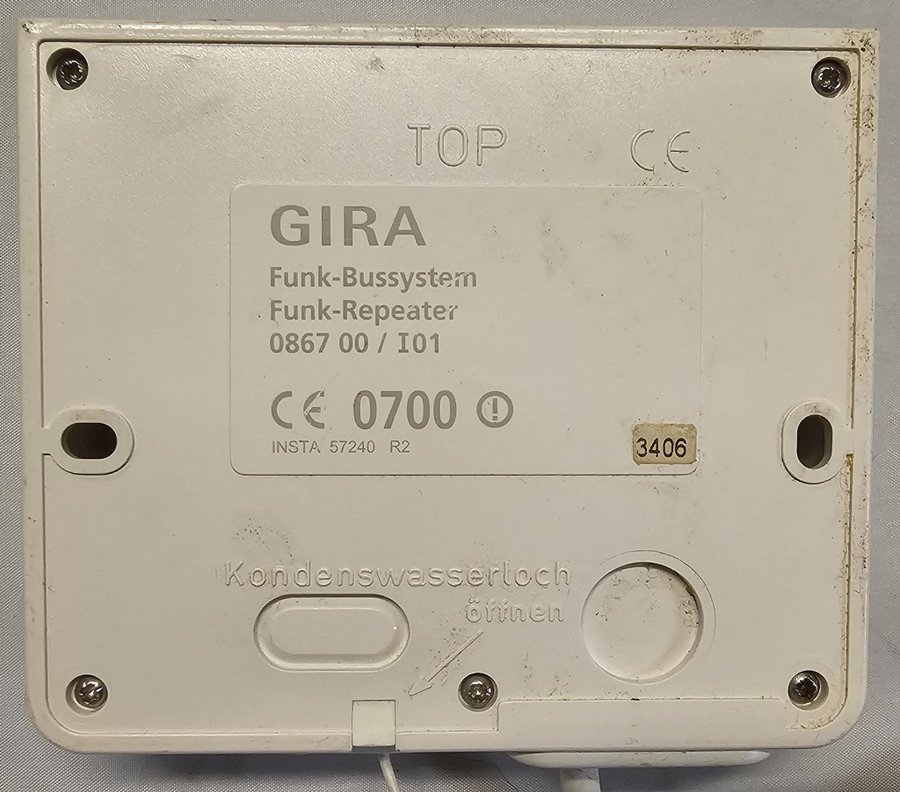 TOP
CE
GIRA
Funk-Bussystem
Funk-Repeater
0867 00 / I01
CE 0700
INSTA 57240 R2
3406
Kondenswasserloch
öffnen